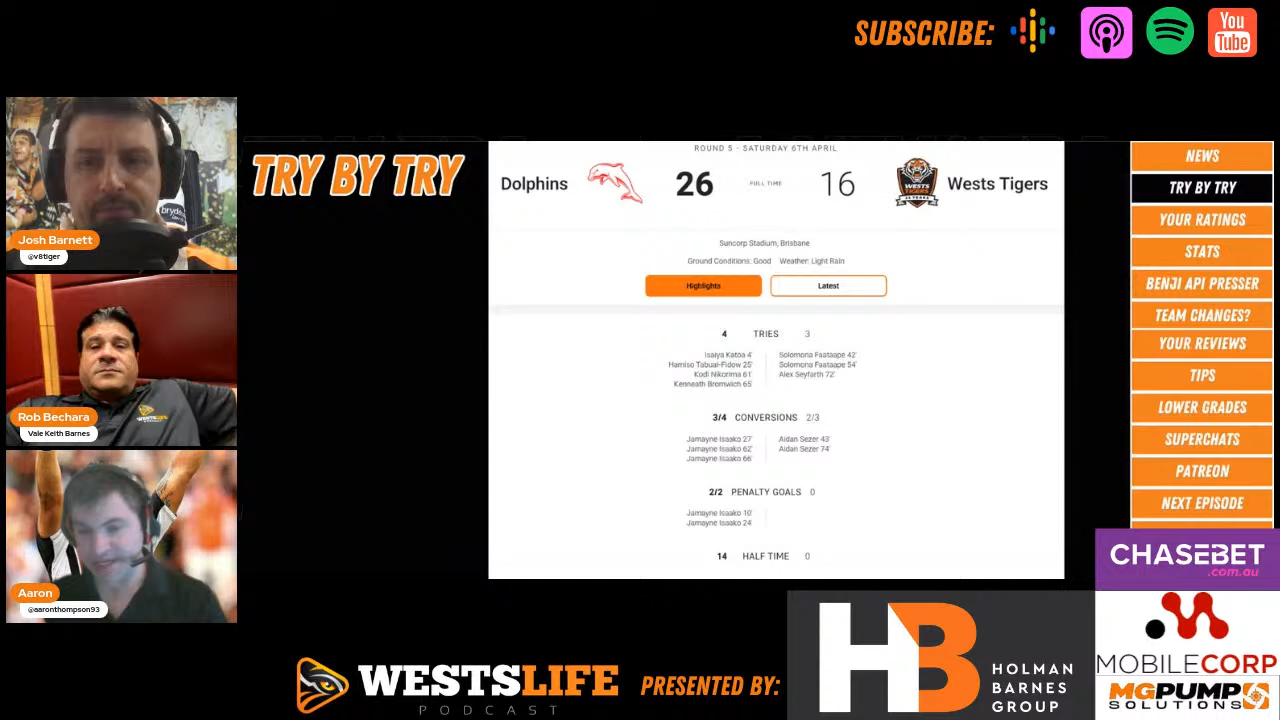 SUBSCRIBE:
You
Tube
TRY BY TRY
ROUND 5 - SATURDAY 6TH APRIL
Dolphins
26
FULL TIME
16
WESTS
TIGERS
Wests Tigers
Suncorp Stadium, Brisbane
Ground Conditions: Good Weather: Light Rain
Highlights
Latest
4 TRIES 3
Isaiya Katoa 4' Solomona Faataape 42'
Hamiso Tabuai-Fidow 25' Solomona Faataape 54'
Kodi Nikorima 61' Alex Seyfarth 72'
Kenneath Bromwich 65'
3/4 CONVERSIONS 2/3
Jamayne Isaako 27' Aidan Sezer 43'
Jamayne Isaako 62' Aidan Sezer 74'
Jamayne Isaako 66'
2/2 PENALTY GOALS 0
Jamayne Isaako 10'
Jamayne Isaako 24'
14 HALF TIME 0
Josh Barnett
@v8tiger
Rob Bechara
Vale Keith Barnes
Aaron
@aaronthompson93
NEWS
TRY BY TRY
YOUR RATINGS
STATS
BENJI API PRESSER
TEAM CHANGES?
YOUR REVIEWS
TIPS
LOWER GRADES
SUPERCHATS
PATREON
NEXT EPISODE
CHASEBET
.com.au
WESTSLIFE
PODCAST
PRESENTED BY:
HB
HOLMAN
BARNES
GROUP
MOBILECORP
MGPUMP
SOLUTIONS